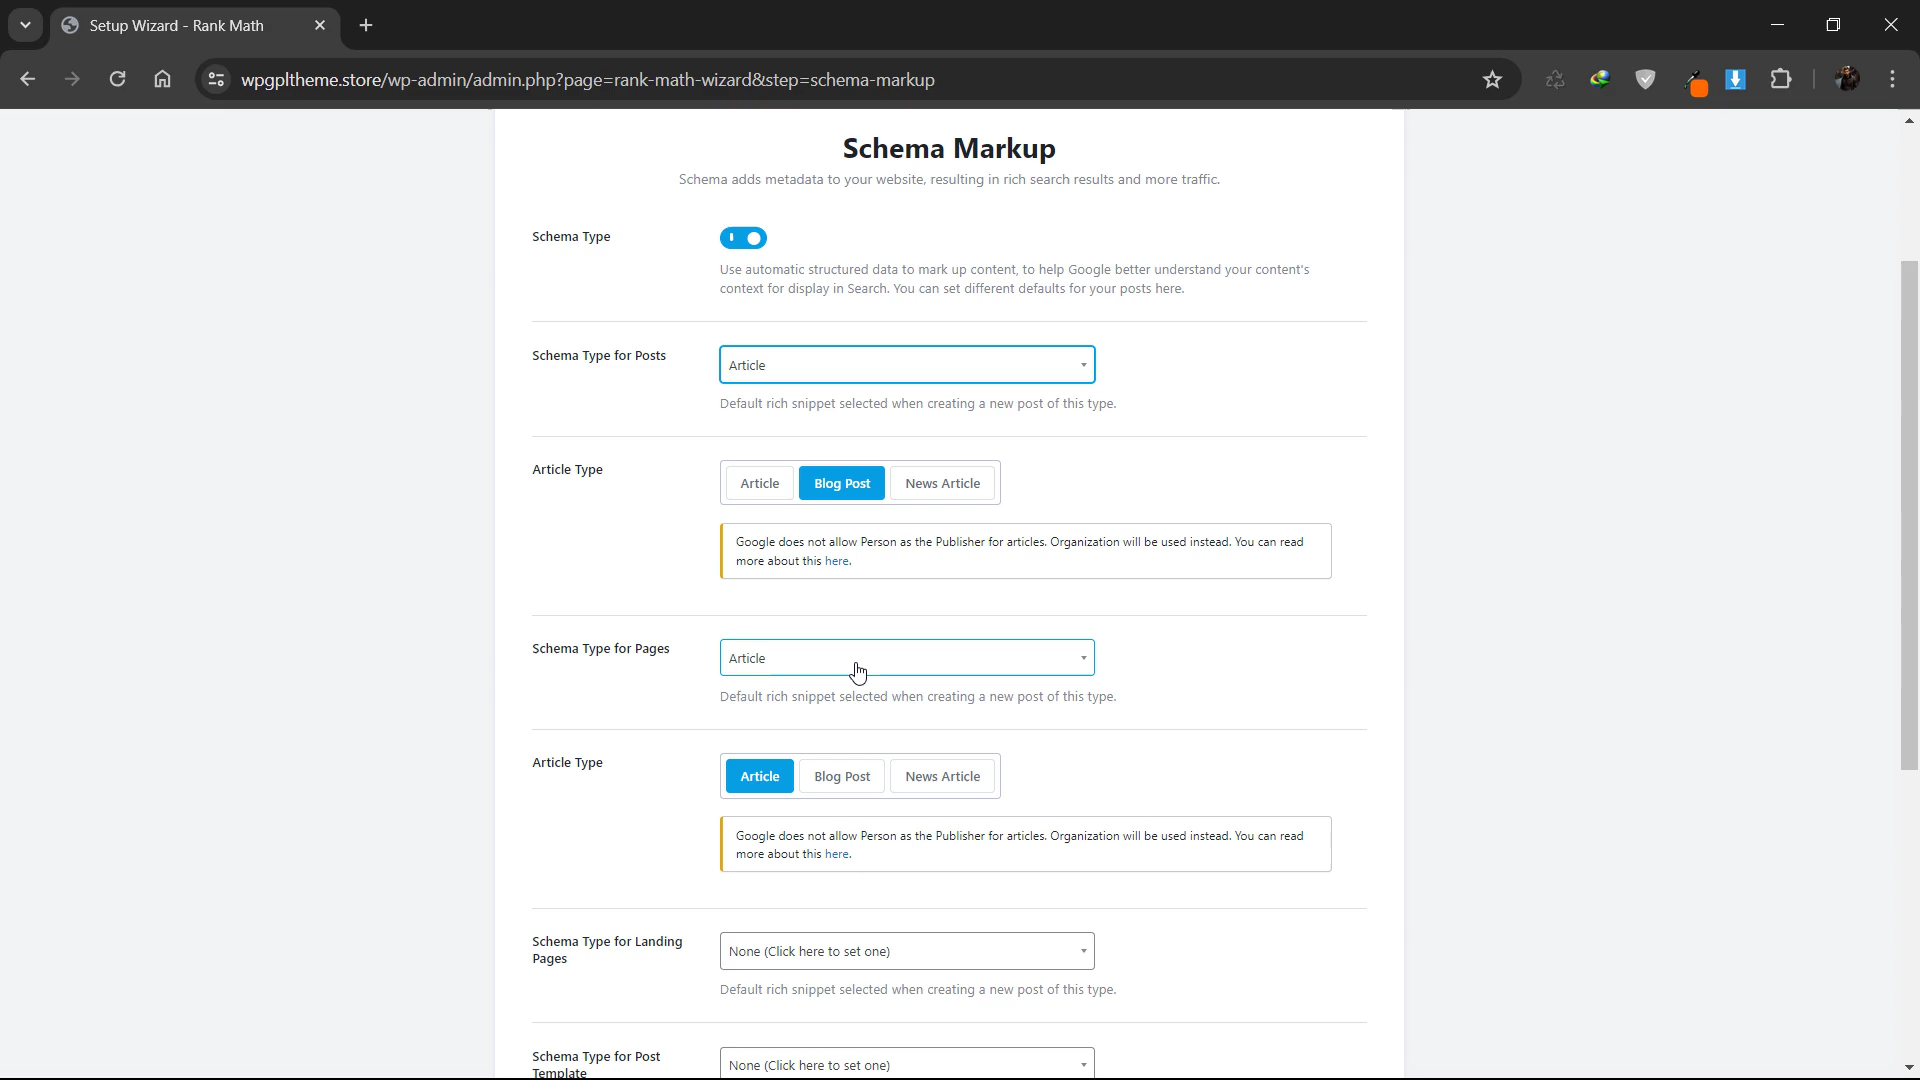 Setup Wizard - Rank Math
wpgpltheme.store/wp-admin/admin.php?page=rank-math-wizard&step=schema-markup
Schema Markup
Schema adds metadata to your website, resulting in rich search results and more traffic.
Schema Type
Use automatic structured data to mark up content, to help Google better understand your content's
context for display in Search. You can set different defaults for your posts here.
Schema Type for Posts
Article
Default rich snippet selected when creating a new post of this type.
Article Type
Article Blog Post News Article
Google does not allow Person as the Publisher for articles. Organization will be used instead. You can read
more about this here.
Schema Type for Pages
Article
Default rich snippet selected when creating a new post of this type.
Article Type
Article Blog Post News Article
Google does not allow Person as the Publisher for articles. Organization will be used instead. You can read
more about this here.
Schema Type for Landing
Pages
None (Click here to set one)
Default rich snippet selected when creating a new post of this type.
Schema Type for Post
Template
None (Click here to set one)